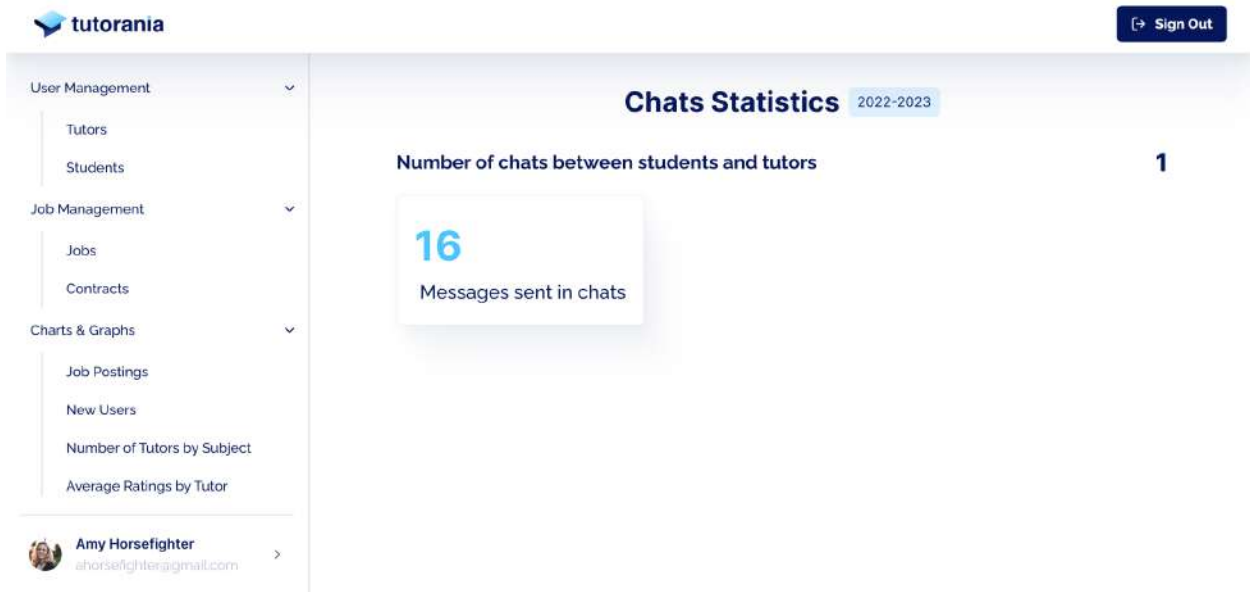 tutorania
Sign Out
User Management
Tutors
Students
Job Management
Jobs
Contracts
Charts & Graphs
Job Postings
New Users
Number of Tutors by Subject
Average Ratings by Tutor
Amy Horsefighter
ahorsefighter@gmail.com
Chats Statistics 2022-2023
Number of chats between students and tutors 1
16
Messages sent in chats